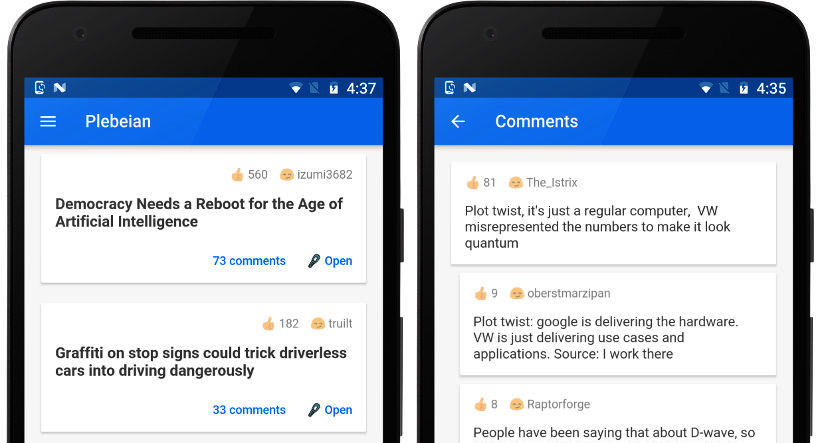 4:37
Plebeian
560 izumi3682
Democracy Needs a Reboot for the Age of
Artificial Intelligence
73 comments Open
182 truilt
Graffiti on stop signs could trick driverless
cars into driving dangerously
33 comments Open
4:35
Comments
81 The_Istrix
Plot twist, it's just a regular computer, VW
misrepresented the numbers to make it look
quantum
9 oberstmarzipan
Plot twist: google is delivering the hardware.
VW is just delivering use cases and
applications. Source: I work there
8 Raptorforge
People have been saying that about D-wave, so